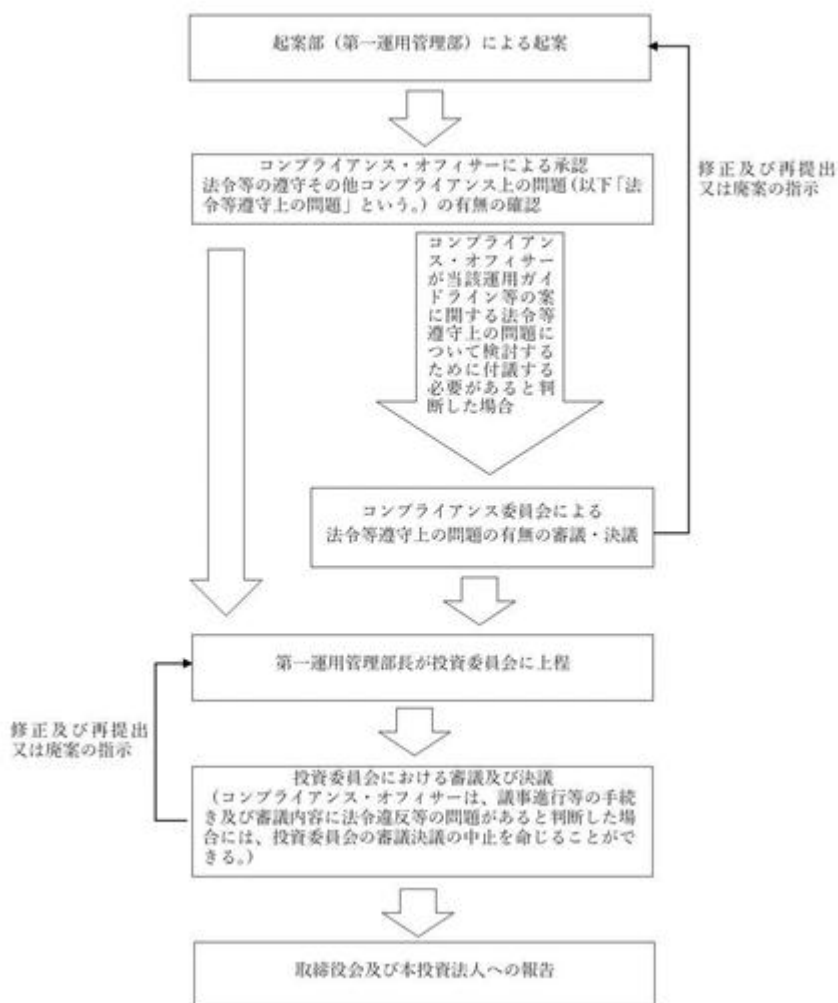 起案部（第一運用管理部）による起案
修正及び再提出
又は廃案の指示
コンプライアンス・オフィサーによる承認
法令等の遵守その他コンプライアンス上の問題（以下「法
令等遵守上の問題」という。）の有無の確認
コンプライアン
ス・オフィサー
が当該運用ガイ
ドライン等の案
に関する法令等
遵守上の問題に
ついて検討する
ために付議する
必要があると判
断した場合
コンプライアンス委員会による
法令等遵守上の問題の有無の審議・決議
第一運用管理部長が投資委員会に上程
修正及び再提出
又は廃案の指示
投資委員会における審議及び決議
（コンプライアンス・オフィサーは、議事進行等の手続
き及び審議内容に法令違反等の問題があると判断した場
合には、投資委員会の審議決議の中止を命じることがで
きる。）
取締役会及び本投資法人への報告